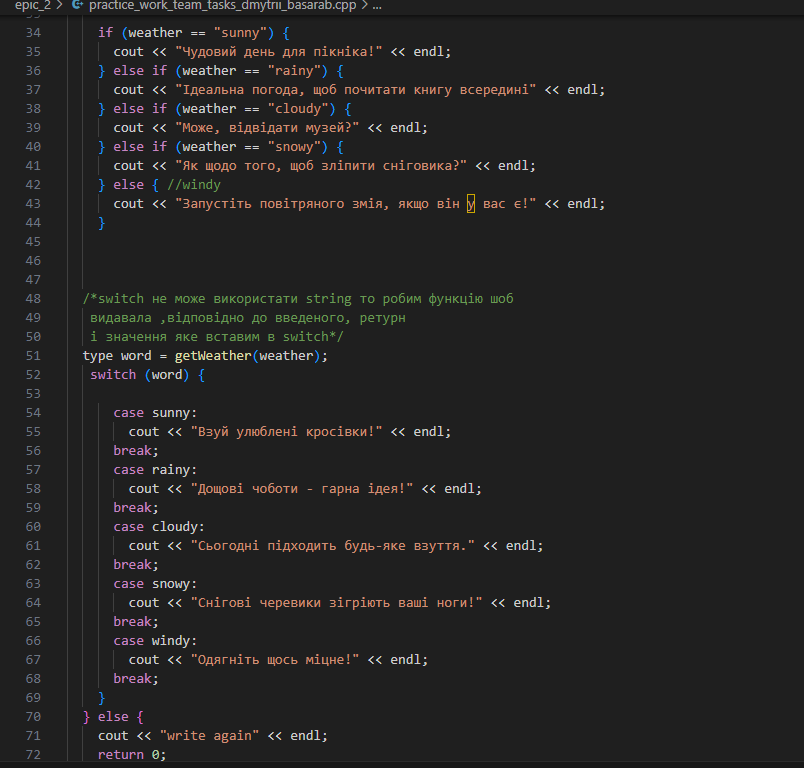 epic_2 > practice_work_team_tasks_dmytrii_basarab.cpp > ...
34 if (weather == "sunny") {
35 cout << "Чудовий день для пікніка!" << endl;
36 } else if (weather == "rainy") {
37 cout << "Ідеальна погода, щоб почитати книгу всередині" << endl;
38 } else if (weather == "cloudy") {
39 cout << "Може, відвідати музей?" << endl;
40 } else if (weather == "snowy") {
41 cout << "Як щодо того, щоб зліпити сніговика?" << endl;
42 } else { //windy
43 cout << "Запустіть повітряного змія, якщо він у вас є!" << endl;
44 }
45
46
47
48 /*switch не може використати string то робим функцію шоб
49 видавала ,відповідно до введеного, ретурн
50 і значення яке вставим в switch*/
51 type word = getWeather(weather);
52 switch (word) {
53
54 case sunny:
55 cout << "Взуй улюблені кросівки!" << endl;
56 break;
57 case rainy:
58 cout << "Дощові чоботи - гарна ідея!" << endl;
59 break;
60 case cloudy:
61 cout << "Сьогодні підходить будь-яке взуття." << endl;
62 break;
63 case snowy:
64 cout << "Снігові черевики зігріють ваші ноги!" << endl;
65 break;
66 case windy:
67 cout << "Одягніть щось міцне!" << endl;
68 break;
69 }
70 } else {
71 cout << "write again" << endl;
72 return 0;